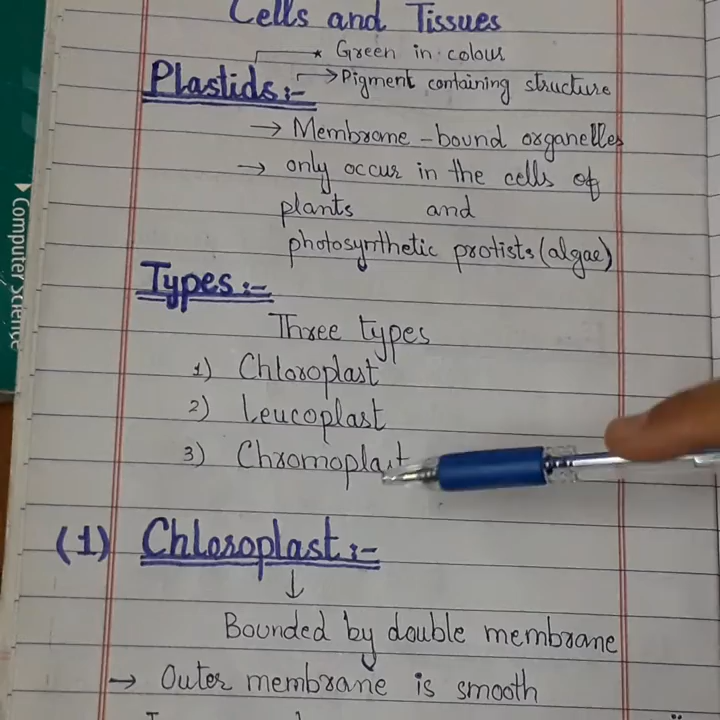 Cells and Tissues
* Green in colour
Plastids:-
→ Pigment containing structure
→ Membrome-bound organelles
→ only occur in the cells of
plants and
photosynthetic protists (algae)
Types:-
Three types
1) Chloroplast
2) Leucoplast
3) Chromoplast
(1) Chloroplast:-
↓
Bounded by double membrane
→ Outer membrane is smooth
Computer Science